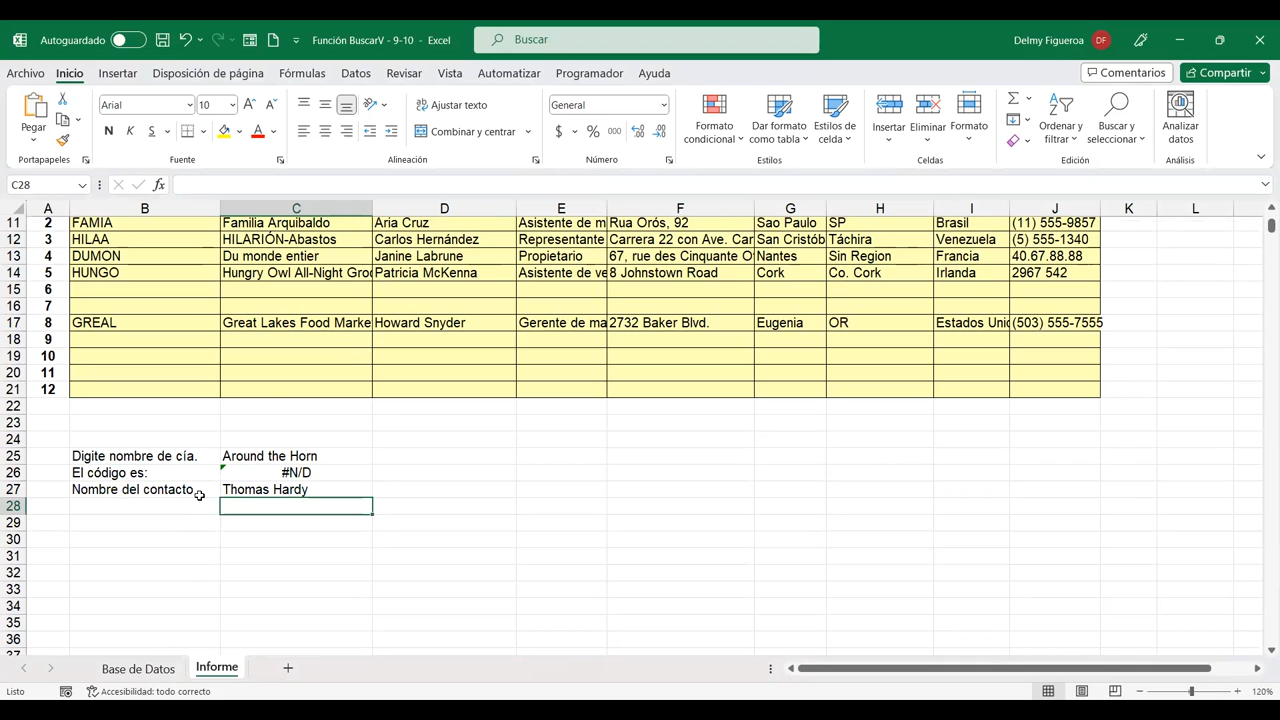 Autoguardado
Función BuscarV - 9-10 - Excel
Buscar
Delmy Figueroa DF
Archivo Inicio Insertar Disposición de página Fórmulas Datos Revisar Vista Automatizar Programador Ayuda Comentarios Compartir
Pegar
Portapapeles
Arial 10
N K S
Fuente
Ajustar texto
Combinar y centrar
Alineación
General
$ % 000
Número
Formato condicional
Dar formato como tabla
Estilos de celda
Estilos
Insertar Eliminar Formato
Celdas
Ordenar y filtrar
Buscar y seleccionar
Edición
Analizar datos
Análisis
C28 fx
A B C D E F G H I J K L
11 2 FAMIA Familia Arquibaldo Aria Cruz Asistente de m Rua Orós, 92 Sao Paulo SP Brasil (11) 555-9857
12 3 HILAA HILARIÓN-Abastos Carlos Hernández Representante Carrera 22 con Ave. Car San Cristób Táchira Venezuela (5) 555-1340
13 4 DUMON Du monde entier Janine Labrune Propietario 67, rue des Cinquante O Nantes Sin Region Francia 40.67.88.88
14 5 HUNGO Hungry Owl All-Night Gro Patricia McKenna Asistente de ve 8 Johnstown Road Cork Co. Cork Irlanda 2967 542
15 6
16 7
17 8 GREAL Great Lakes Food Marke Howard Snyder Gerente de ma 2732 Baker Blvd. Eugenia OR Estados Unic (503) 555-7555
18 9
19 10
20 11
21 12
22
23
24
25 Digite nombre de cía. Around the Horn
26 El código es: #N/D
27 Nombre del contacto Thomas Hardy
28
29
30
31
32
33
34
35
36
37
Base de Datos Informe
Listo Accesibilidad: todo correcto 120%